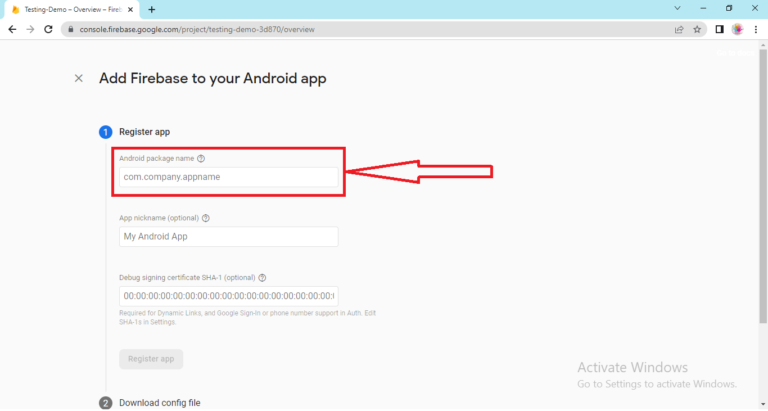 Testing-Demo – Overview – Fireb
console.firebase.google.com/project/testing-demo-3d870/overview
Add Firebase to your Android app
1 Register app
Android package name
com.company.appname
App nickname (optional)
My Android App
Debug signing certificate SHA-1 (optional)
00:00:00:00:00:00:00:00:00:00:00:00:00:00:00:00:00:0
Required for Dynamic Links, and Google Sign-In or phone number support in Auth. Edit
SHA-1s in Settings.
Register app
Activate Windows
Go to Settings to activate Windows.
2 Download config file